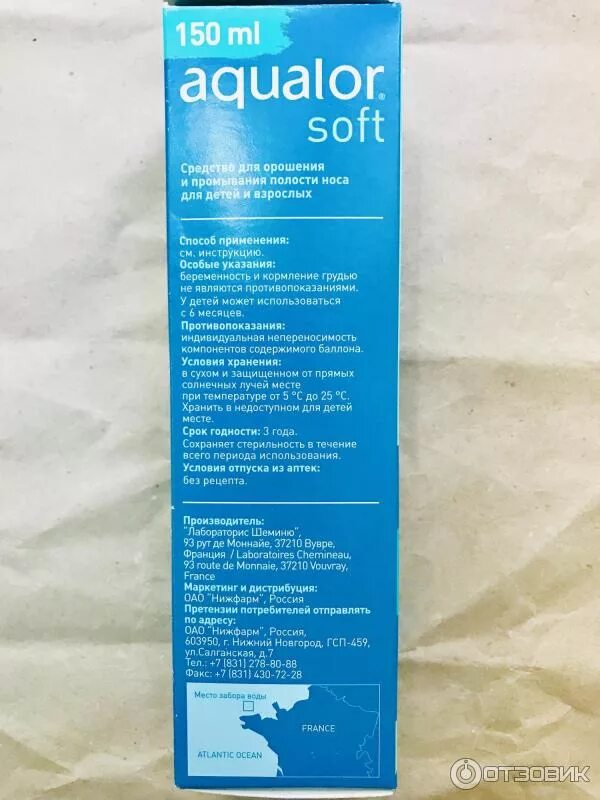 150 ml
aqualor®
soft
Средство для орошения
и промывания полости носа
для детей и взрослых
Способ применения:
см. инструкцию.
Особые указания:
беременность и кормление грудью
не являются противопоказаниями.
У детей может использоваться
с 6 месяцев.
Противопоказания:
индивидуальная непереносимость
компонентов содержимого баллона.
Условия хранения:
в сухом и защищенном от прямых
солнечных лучей месте
при температуре от 5 °C до 25 °C.
Хранить в недоступном для детей
месте.
Срок годности: 3 года.
Сохраняет стерильность в течение
всего периода использования.
Условия отпуска из аптек:
без рецепта.
Производитель:
"Лабораторис Шеминю",
93 рут де Моннайе, 37210 Вувре,
Франция / Laboratoires Chemineau,
93 route de Monnaie, 37210 Vouvray,
France
Маркетинг и дистрибуция:
ОАО "Нижфарм", Россия
Претензии потребителей отправлять
по адресу:
ОАО "Нижфарм", Россия,
603950, г. Нижний Новгород, ГСП-459,
ул.Салганская, д.7
Тел.: +7 (831) 278-80-88
Факс: +7 (831) 430-72-28
Место забора воды
FRANCE
ATLANTIC OCEAN
ОТЗОВИК